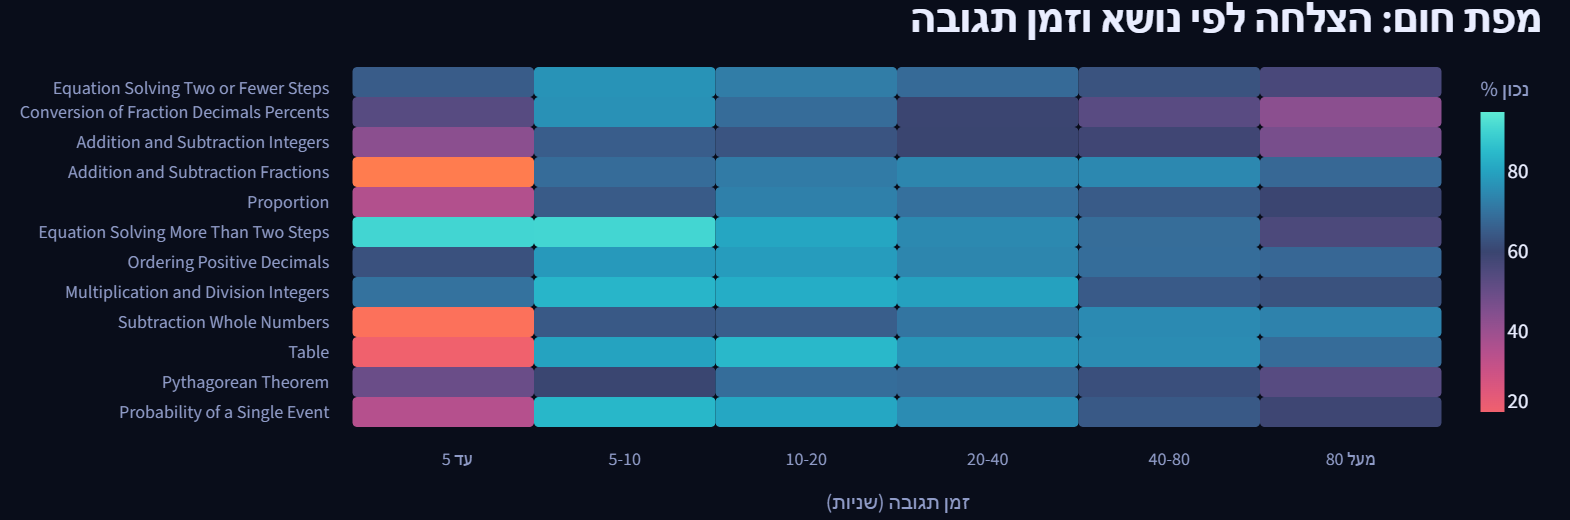 מפת חום: הצלחה לפי נושא וזמן תגובה
% נכון
Equation Solving Two or Fewer Steps
Conversion of Fraction Decimals Percents
Addition and Subtraction Integers
Addition and Subtraction Fractions
Proportion
Equation Solving More Than Two Steps
Ordering Positive Decimals
Multiplication and Division Integers
Subtraction Whole Numbers
Table
Pythagorean Theorem
Probability of a Single Event
80
60
40
20
עד 5
5-10
10-20
20-40
40-80
מעל 80
זמן תגובה (שניות)